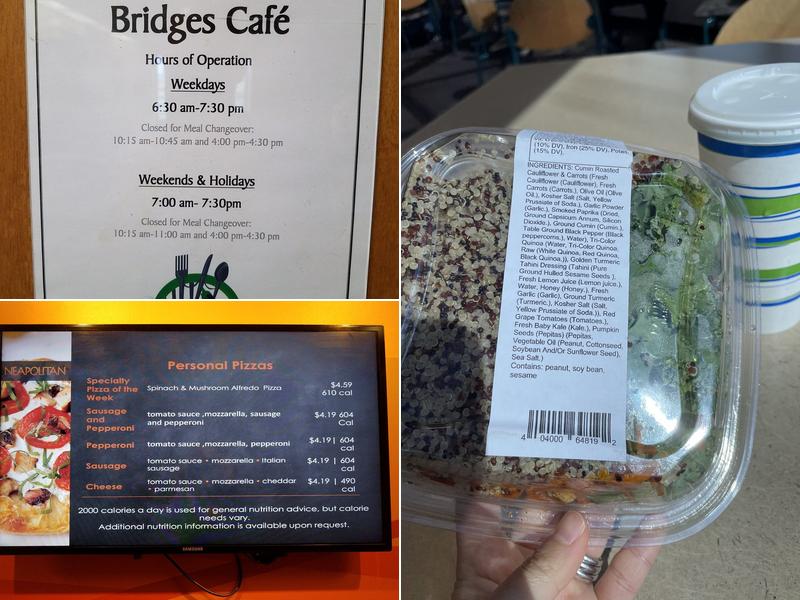 Bridges Café
Hours of Operation
Weekdays
6:30 am-7:30 pm
Closed for Meal Changeover:
10:15 am-10:45 am and 4:00 pm-4:30 pm
Weekends & Holidays
7:00 am- 7:30pm
Closed for Meal Changeover:
10:15 am-11:00 am and 4:00 pm-4:30 pm
NEAPOLITAN
Personal Pizzas
Specialty Pizza of the Week
Spinach & Mushroom Alfredo Pizza
$4.59
610 cal
Sausage and Pepperoni
tomato sauce ,mozzarella, sausage
and pepperoni
$4.19 604
Cal
Pepperoni
tomato sauce ,mozzarella, pepperoni
$4.19| 604
cal
Sausage
tomato sauce • mozzarella • Italian
sausage
$4.19 | 604
cal
Cheese
tomato sauce • mozzarella • cheddar
• parmesan
$4.19 | 490
cal
2000 calories a day is used for general nutrition advice, but calorie
needs vary.
Additional nutrition information is available upon request.
SAMSUNG
(10% DV), Iron (25% DV), Potas.
(15% DV).
INGREDIENTS: Cumin Roasted
Cauliflower & Carrots (Fresh
Cauliflower (Cauliflower), Fresh
Carrots (Carrots.), Olive Oil (Olive
Oil), Kosher Salt (Salt, Yellow
Prussiate of Soda.), Garlic Powder
(Garlic.), Smoked Paprika (Dried,
Ground Capsicum Annum, Silicon
Dioxide.), Ground Cumin (Cumin.),
Table Ground Black Pepper (Black
peppercorns.), Water), Tri-Color
Quinoa (Water, Tri-Color Quinoa,
Raw (White Quinoa, Red Quinoa,
Black Quinoa.)), Golden Turmeric
Tahini Dressing (Tahini (Pure
Ground Hulled Sesame Seeds ),
Fresh Lemon Juice (Lemon juice.),
Water, Honey (Honey.), Fresh
Garlic (Garlic), Ground Turmeric
(Turmeric.), Kosher Salt (Salt,
Yellow Prussiate of Soda.)), Red
Grape Tomatoes (Tomatoes.),
Fresh Baby Kale (Kale.), Pumpkin
Seeds (Pepitas) (Pepitas,
Vegetable Oil (Peanut, Cottonseed,
Soybean And/Or Sunflower Seed),
Sea Salt.)
Contains: peanut, soy bean,
sesame
4 04000 64819 2